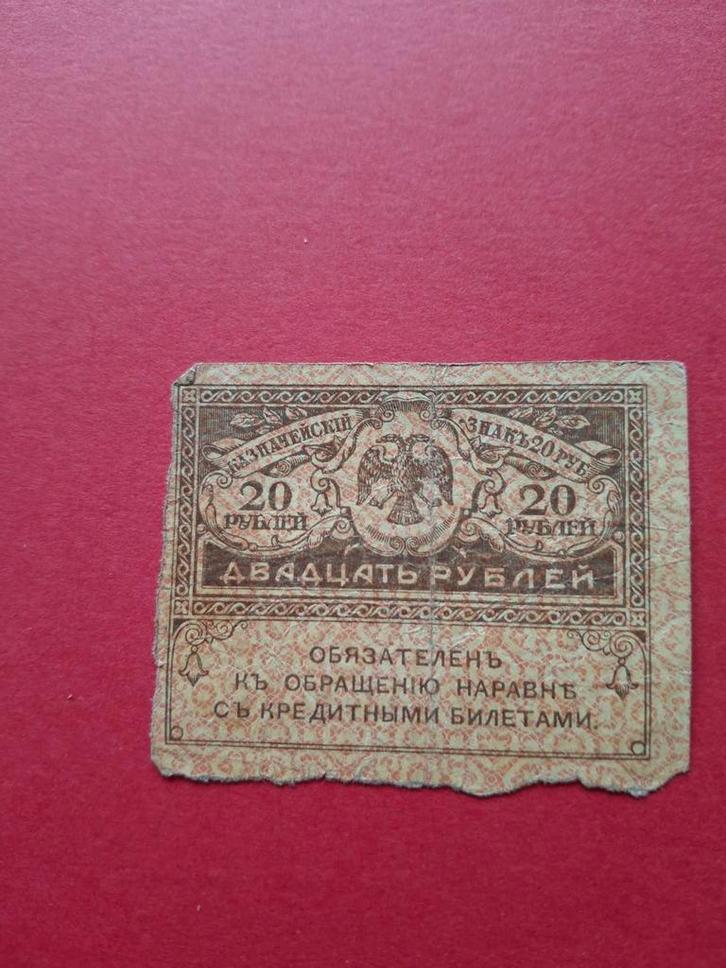 КАЗНАЧЕЙСКІЙ ЗНАКЪ 20 РУБ.
20 РУБЛЕЙ 20 РУБЛЕЙ
ДВАДЦАТЬ РУБЛЕЙ
ОБЯЗАТЕЛЕНЪ
КЪ ОБРАЩЕНІЮ НАРАВНѢ
СЪ КРЕДИТНЫМИ БИЛЕТАМИ.